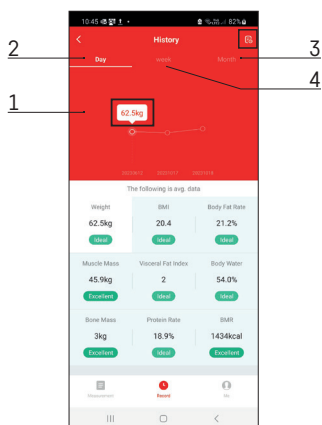 10:45 82%
History
2
3
Day week Month
4
1
62.5kg
The following is avg. data
Weight BMI Body Fat Rate
62.5kg 20.4 21.2%
Ideal Ideal Ideal
Muscle Mass Visceral Fat Index Body Water
45.9kg 2 54.0%
Excellent Ideal Ideal
Bone Mass Protein Rate BMR
3kg 18.9% 1434kcal
Excellent Ideal Excellent
Measurement Record Me